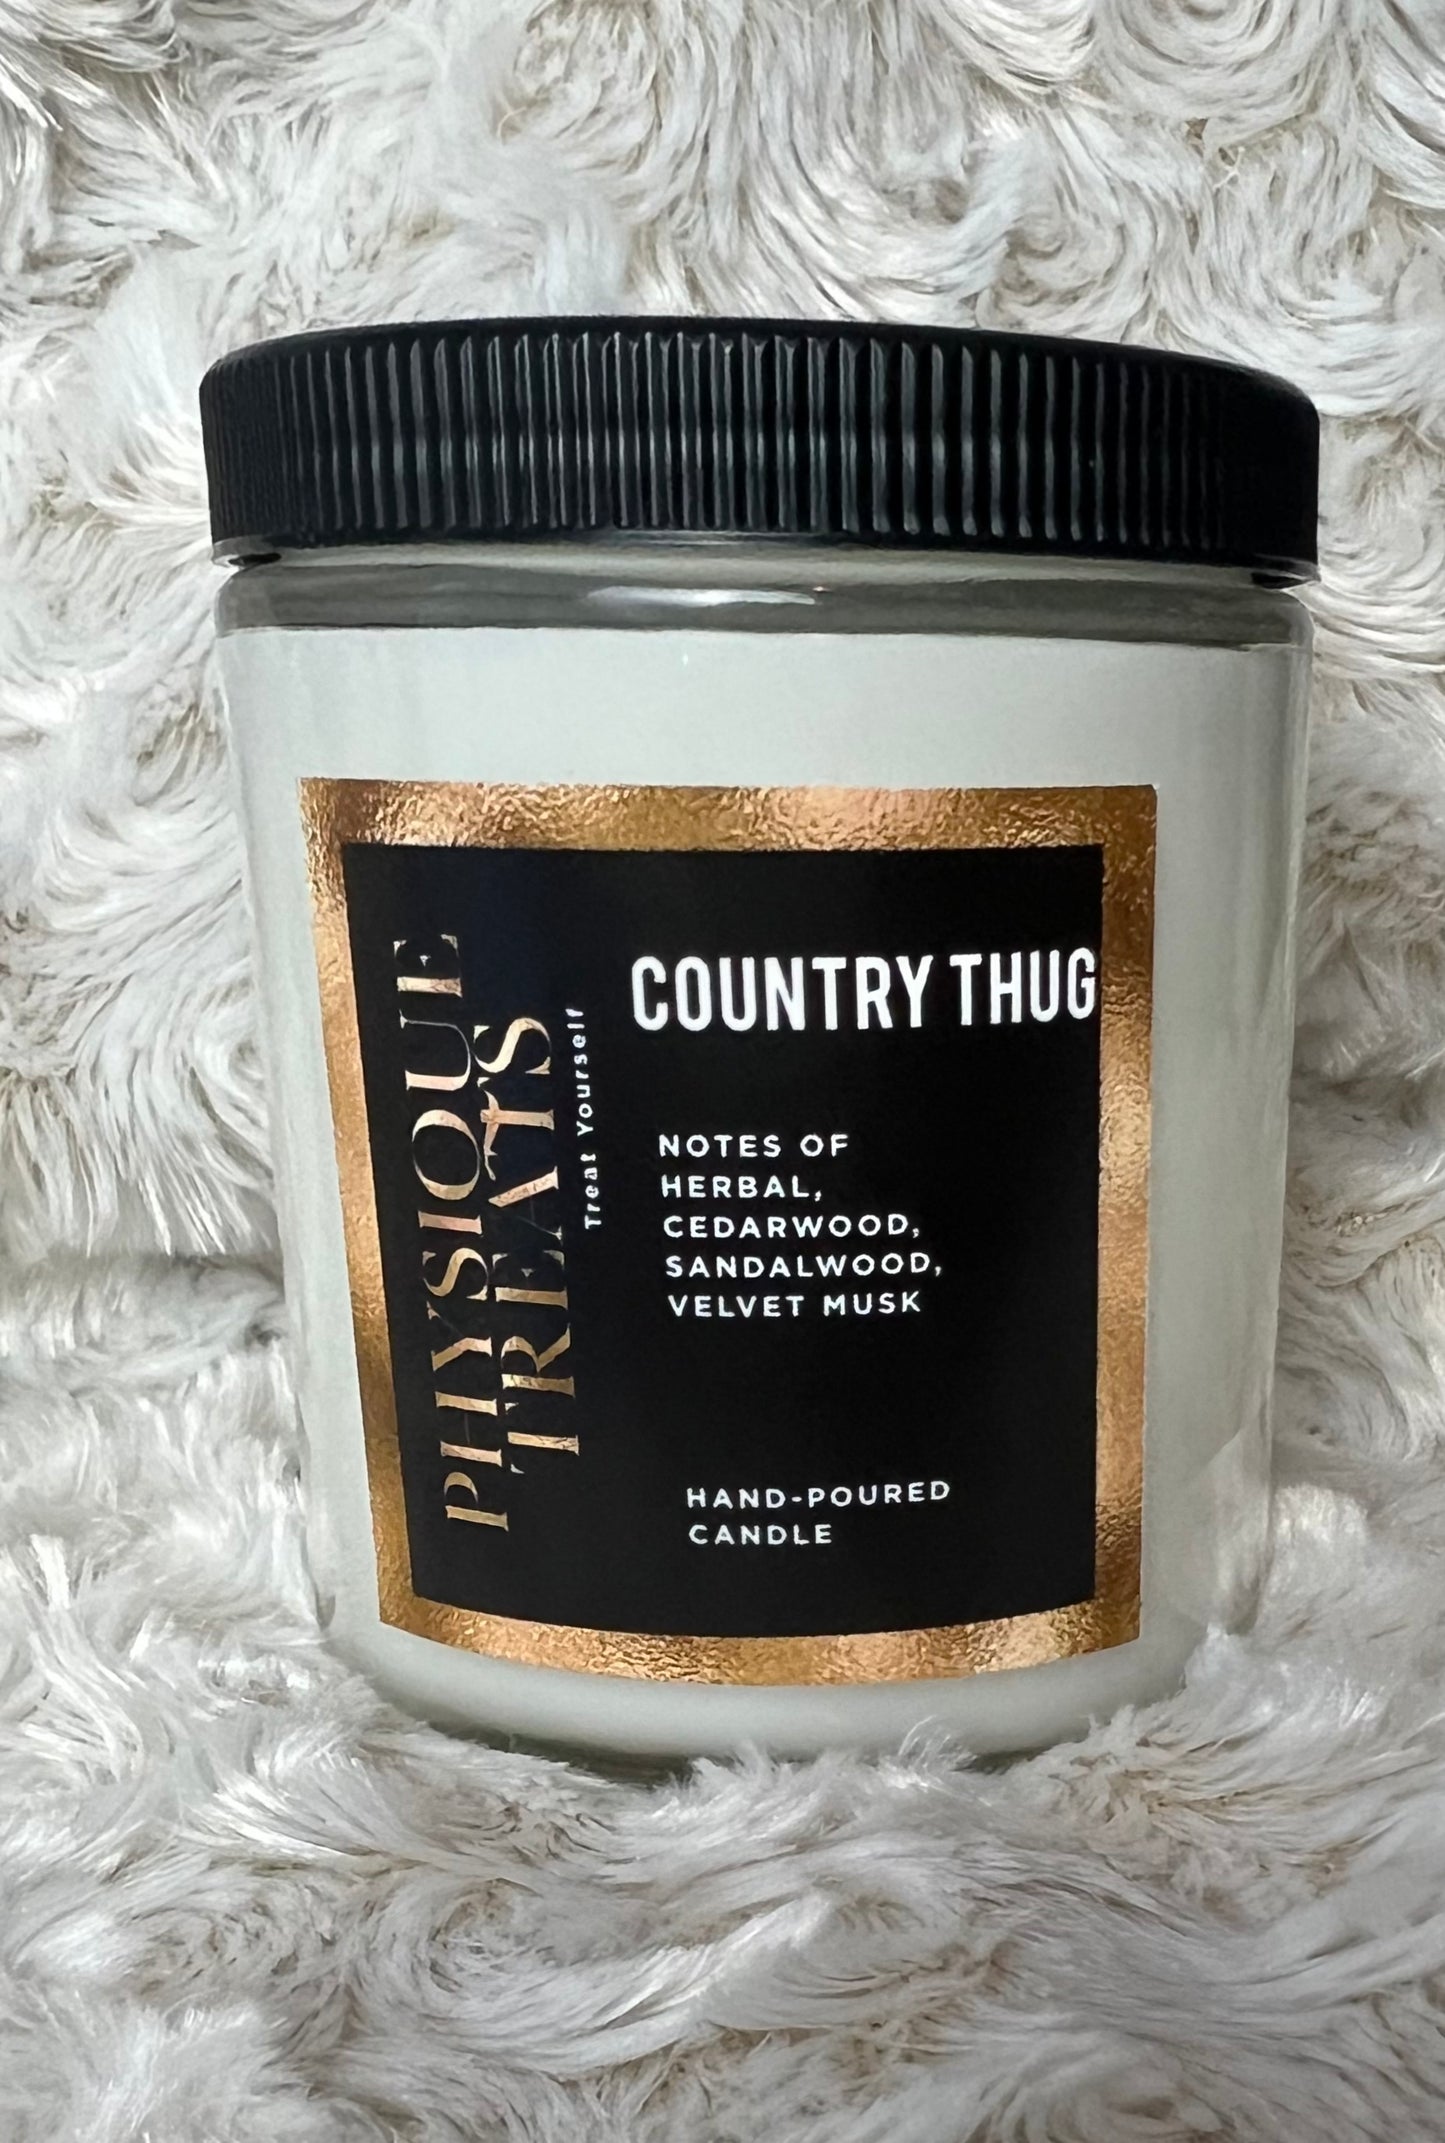 PHYSIQUE
TREATS
Treat Yourself
COUNTRY THUG
NOTES OF
HERBAL,
CEDARWOOD,
SANDALWOOD,
VELVET MUSK
HAND-POURED
CANDLE